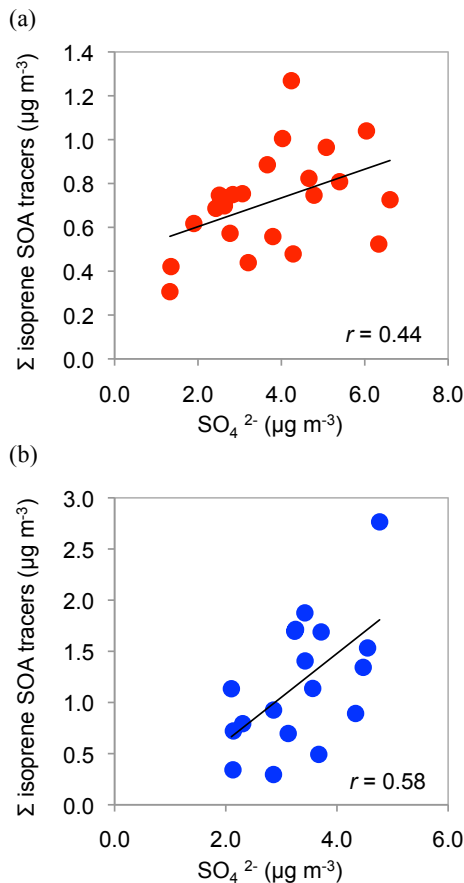 (a)
Σ isoprene SOA tracers (µg m⁻³)
1.4
1.2
1.0
0.8
0.6
0.4
0.2
0.0
r = 0.44
0.0 2.0 4.0 6.0 8.0
SO₄ ²⁻ (µg m⁻³)
(b)
Σ isoprene SOA tracers (µg m⁻³)
3.0
2.5
2.0
1.5
1.0
0.5
0.0
r = 0.58
0.0 2.0 4.0 6.0
SO₄ ²⁻ (µg m⁻³)